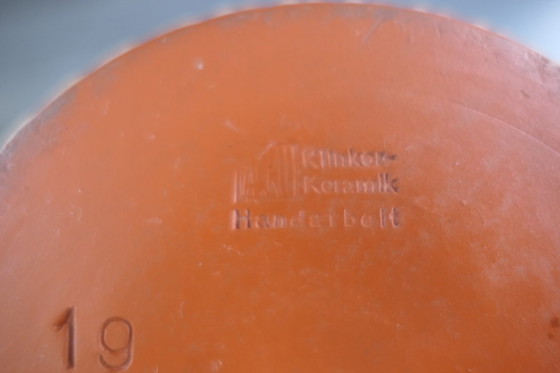 Klinker-
Keramik
Handarbeit
19